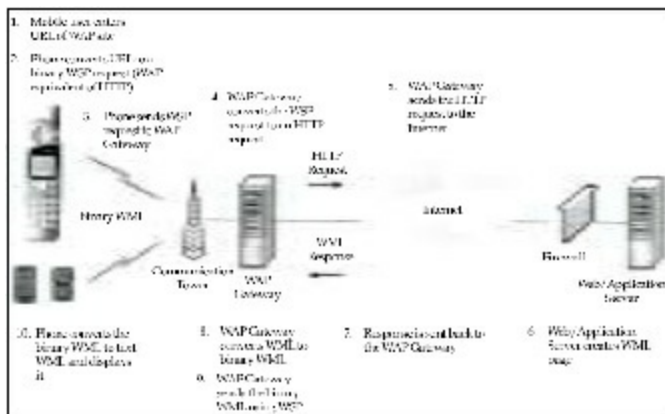 1. Mobile user enters
URL of WAP site
2. Phone converts URL to a
binary WSP request (WAP
equivalent of HTTP)
3. Phone sends WSP
request to WAP
Gateway
4. WAP Gateway
converts the WSP
request to an HTTP
request
5. WAP Gateway
sends the HTTP
request to the
Internet
HTTP
Request
binary WML
Internet
WML
Response
Communication
Tower
WAP
Gateway
Firewall
Web/Application
Server
10. Phone converts the
binary WML to text
WML and displays
it
8. WAP Gateway
converts WML to
binary WML
9. WAP Gateway
sends the binary
WML using WSP
7. Response is sent back to
the WAP Gateway
6. Web/Application
Server creates WML
page